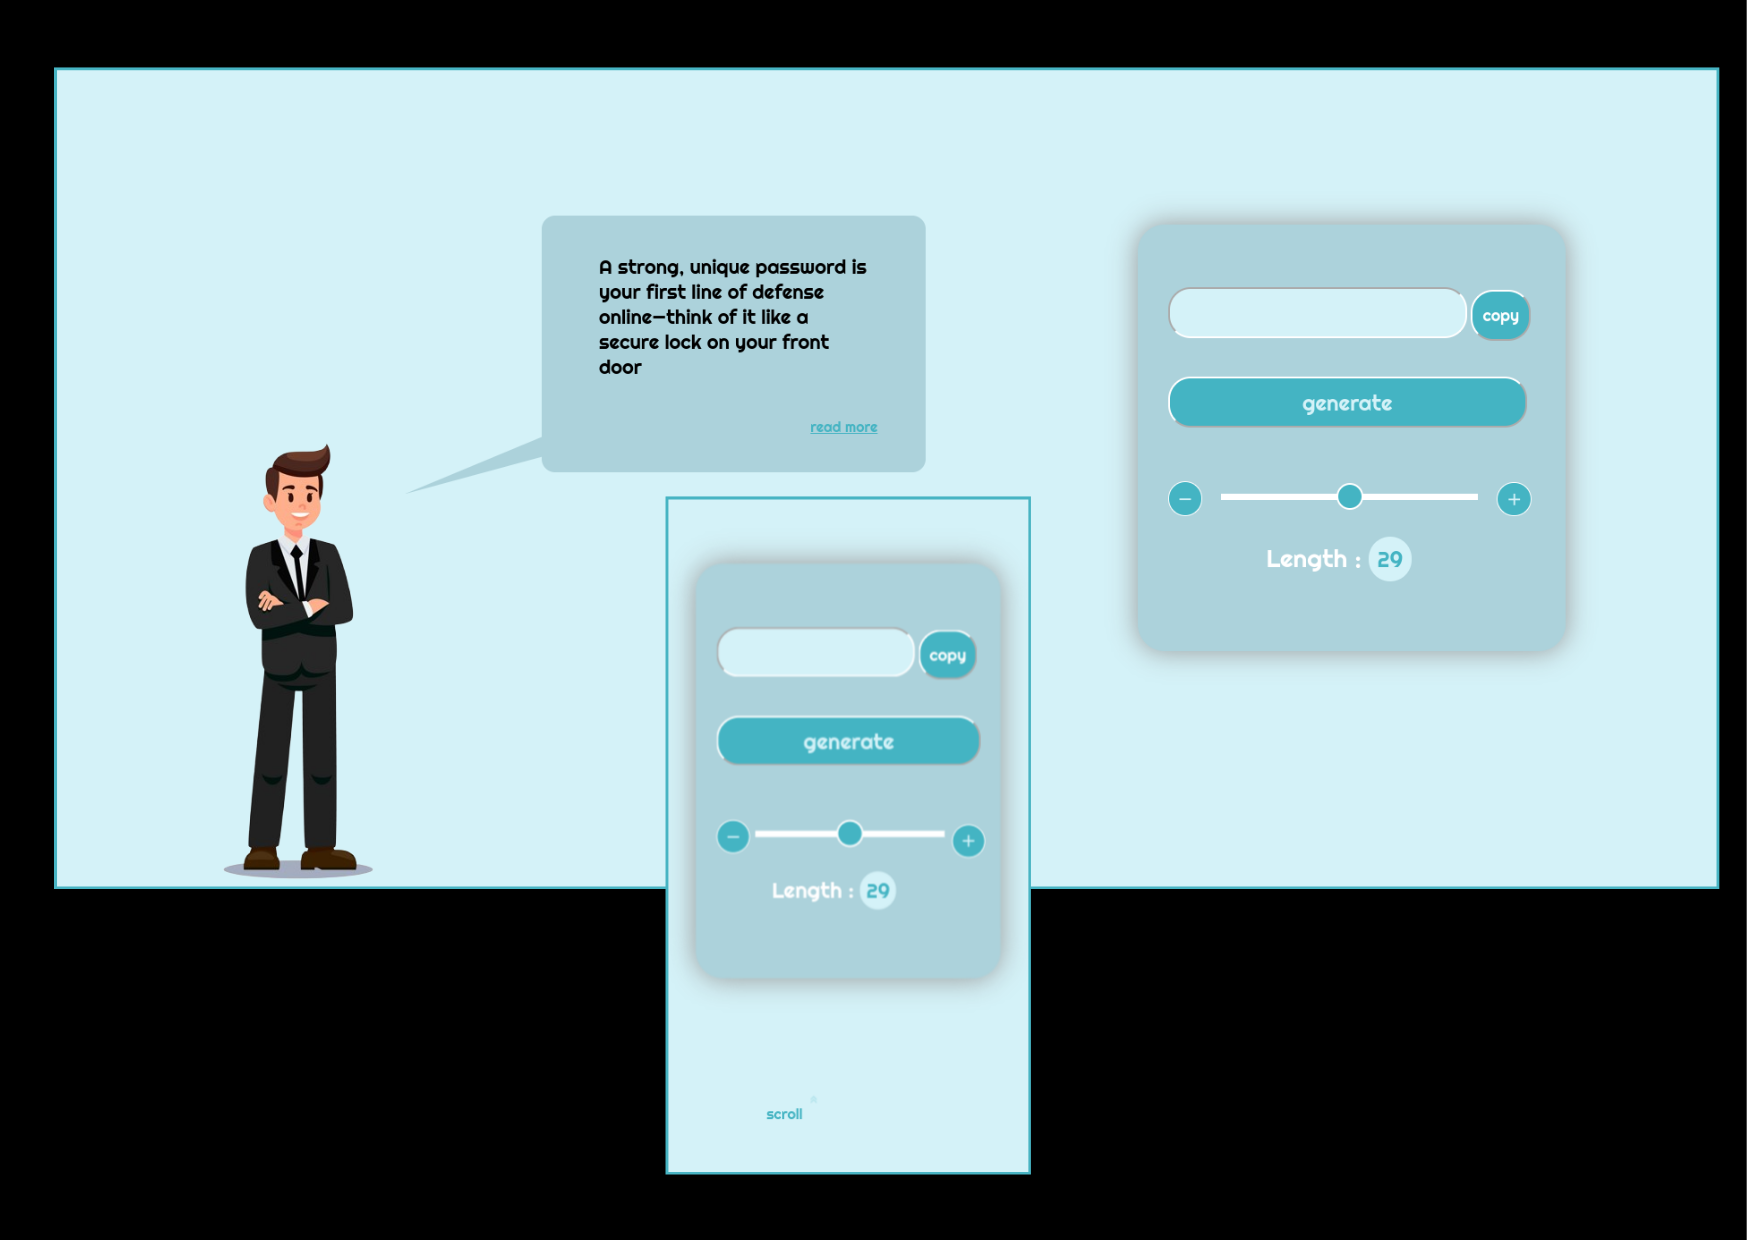 A strong, unique password is
your first line of defense
online—think of it like a
secure lock on your front
door
read more
copy
generate
− +
Length : 29
copy
generate
− +
Length : 29
scroll